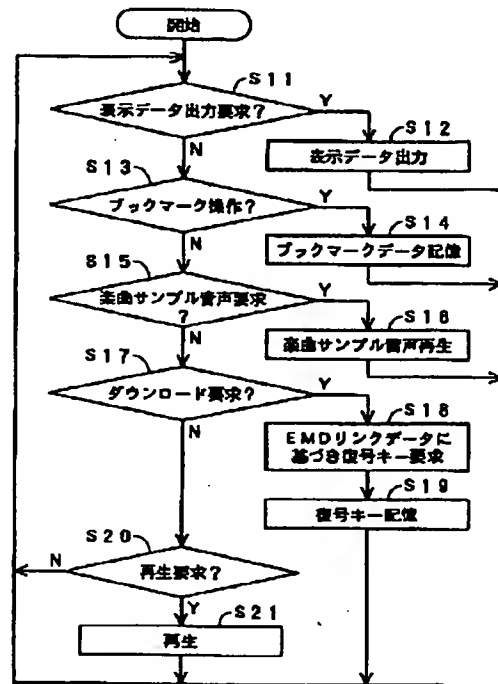 開始
S11
表示データ出力要求?
Y
S12
N
表示データ出力
S13
ブックマーク操作?
Y
S14
N
ブックマークデータ記憶
S15
楽曲サンプル音声要求
?
Y
S16
N
楽曲サンプル音声再生
S17
ダウンロード要求?
Y
S18
N
EMDリンクデータに
基づき復号キー要求
S19
復号キー記憶
S20
N
再生要求?
Y
S21
再生